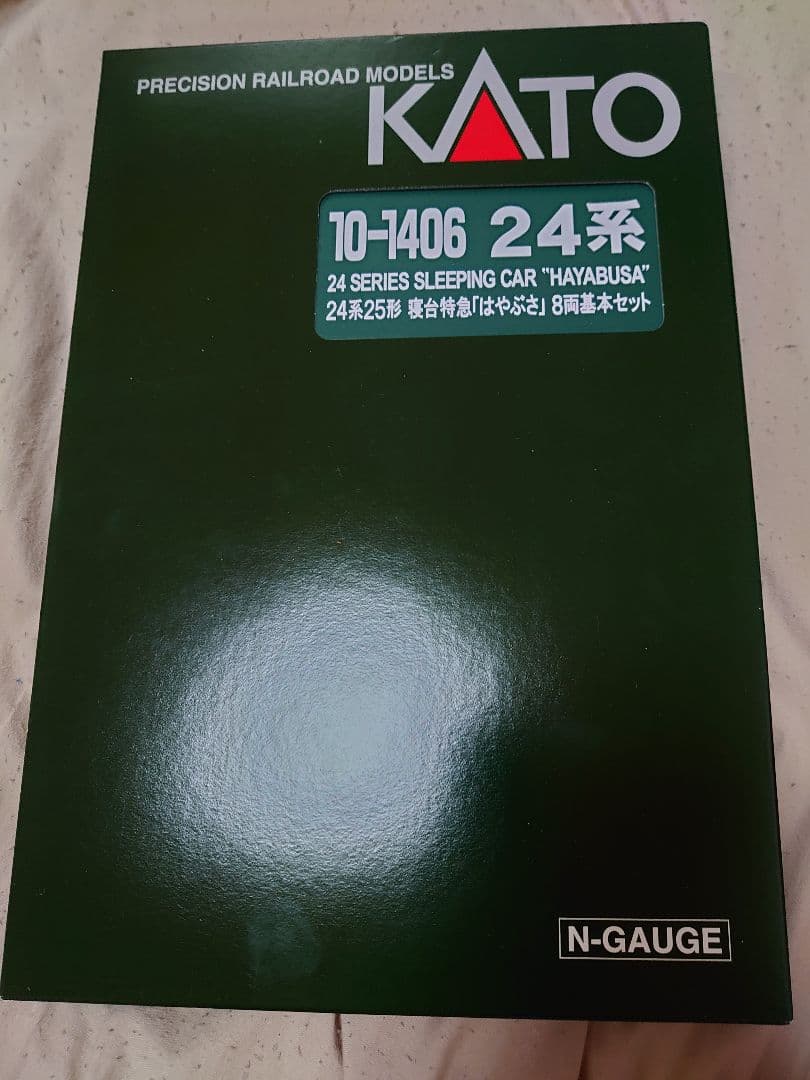 PRECISION RAILROAD MODELS
KATO
10-1406 24系
24 SERIES SLEEPING CAR "HAYABUSA"
24系25形 寝台特急「はやぶさ」 8両基本セット
N-GAUGE